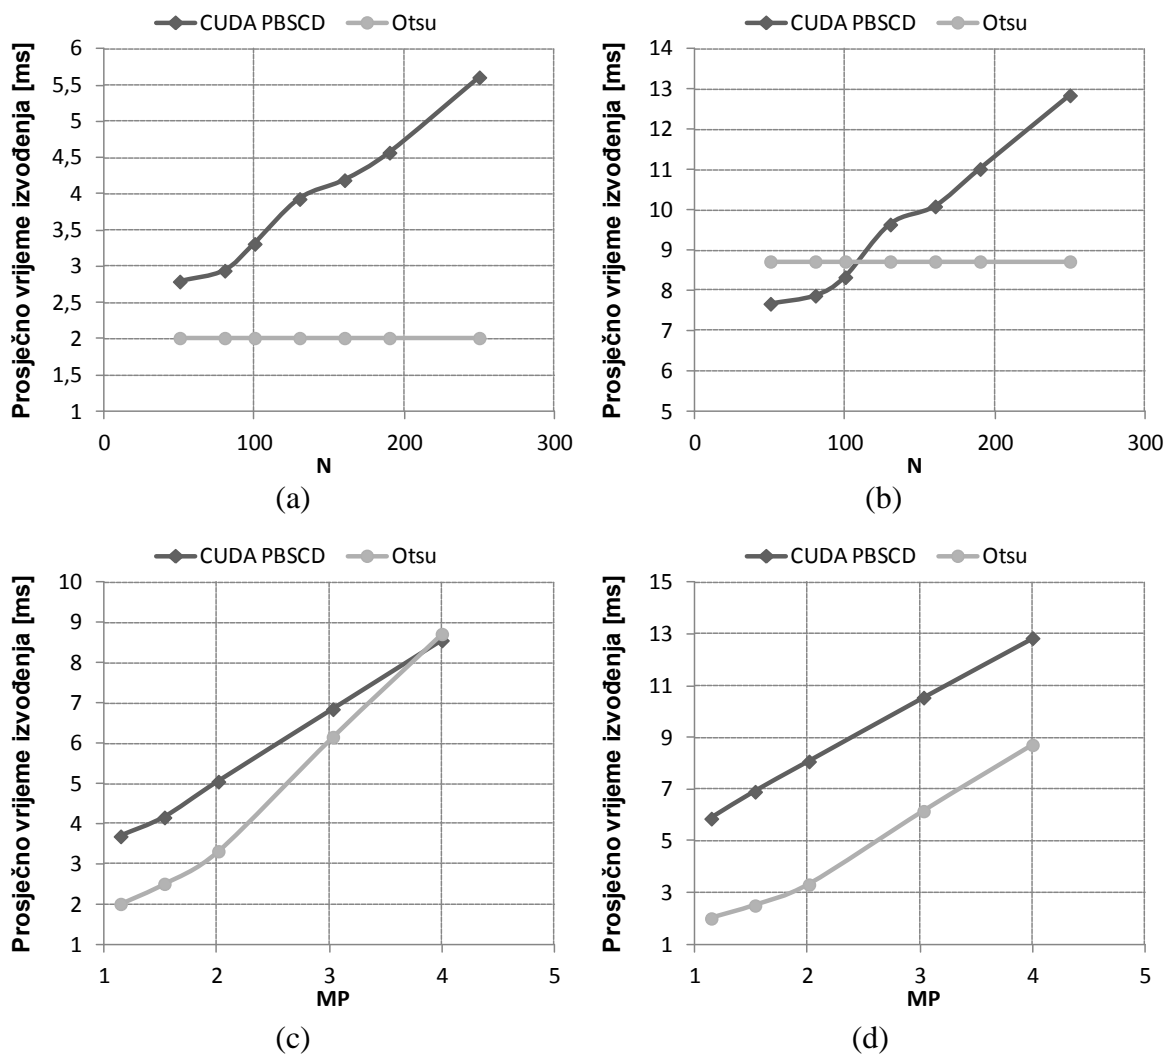 CUDA PBSCD Otsu
Prosječno vrijeme izvođenja [ms]
6
5,5
5
4,5
4
3,5
3
2,5
2
1,5
1
0 100 200 300
N
(a)
CUDA PBSCD Otsu
Prosječno vrijeme izvođenja [ms]
14
13
12
11
10
9
8
7
6
5
0 100 200 300
N
(b)
CUDA PBSCD Otsu
Prosječno vrijeme izvođenja [ms]
10
9
8
7
6
5
4
3
2
1
1 2 3 4 5
MP
(c)
CUDA PBSCD Otsu
Prosječno vrijeme izvođenja [ms]
15
13
11
9
7
5
3
1
1 2 3 4 5
MP
(d)